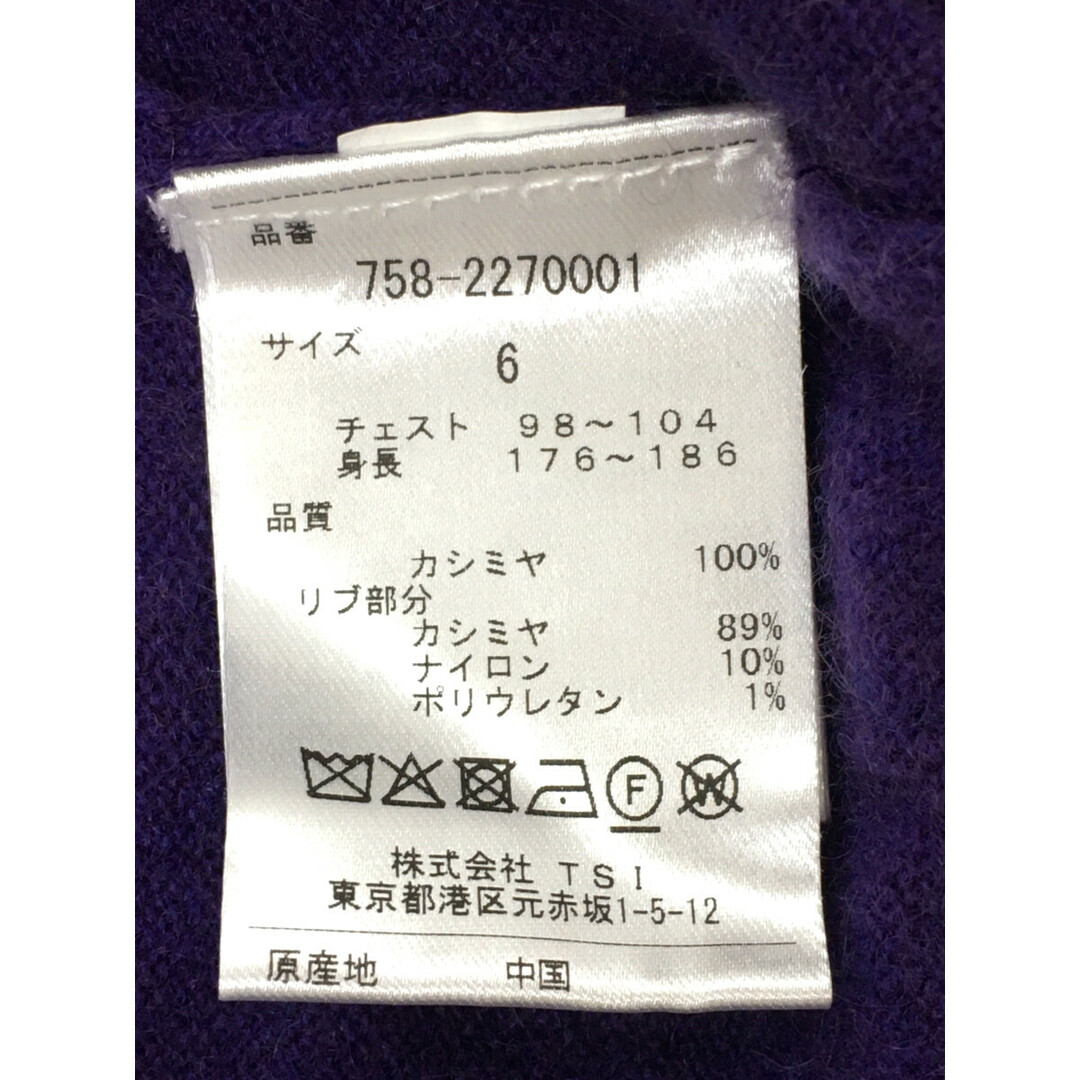 品番
758-2270001
サイズ
6
チェスト 98～104
身長 176～186
品質
カシミヤ 100%
リブ部分
カシミヤ 89%
ナイロン 10%
ポリウレタン 1%
F W
株式会社 TSI
東京都港区元赤坂1-5-12
原産地 中国